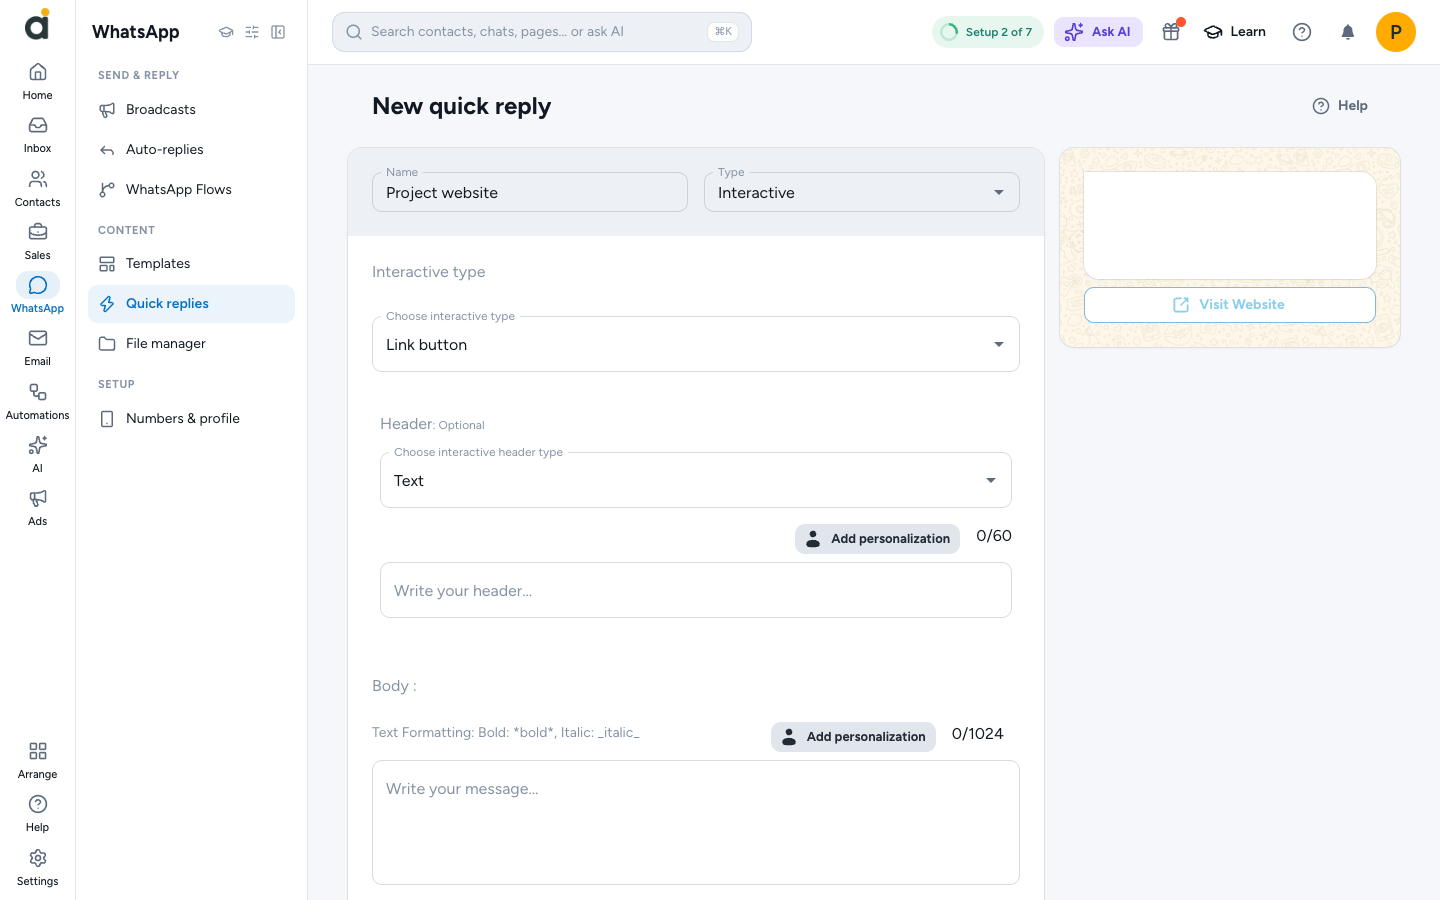 WhatsApp
Search contacts, chats, pages... or ask AI
⌘K
Setup 2 of 7
Ask AI
Learn
P
Home
Inbox
Contacts
Sales
WhatsApp
Email
Automations
AI
Ads
Arrange
Help
Settings
SEND & REPLY
Broadcasts
Auto-replies
WhatsApp Flows
CONTENT
Templates
Quick replies
File manager
SETUP
Numbers & profile
New quick reply
Help
Name
Project website
Type
Interactive
Interactive type
Choose interactive type
Link button
Header: Optional
Choose interactive header type
Text
Add personalization
0/60
Write your header...
Body :
Text Formatting: Bold: *bold*, Italic: _italic_
Add personalization
0/1024
Write your message...
Visit Website